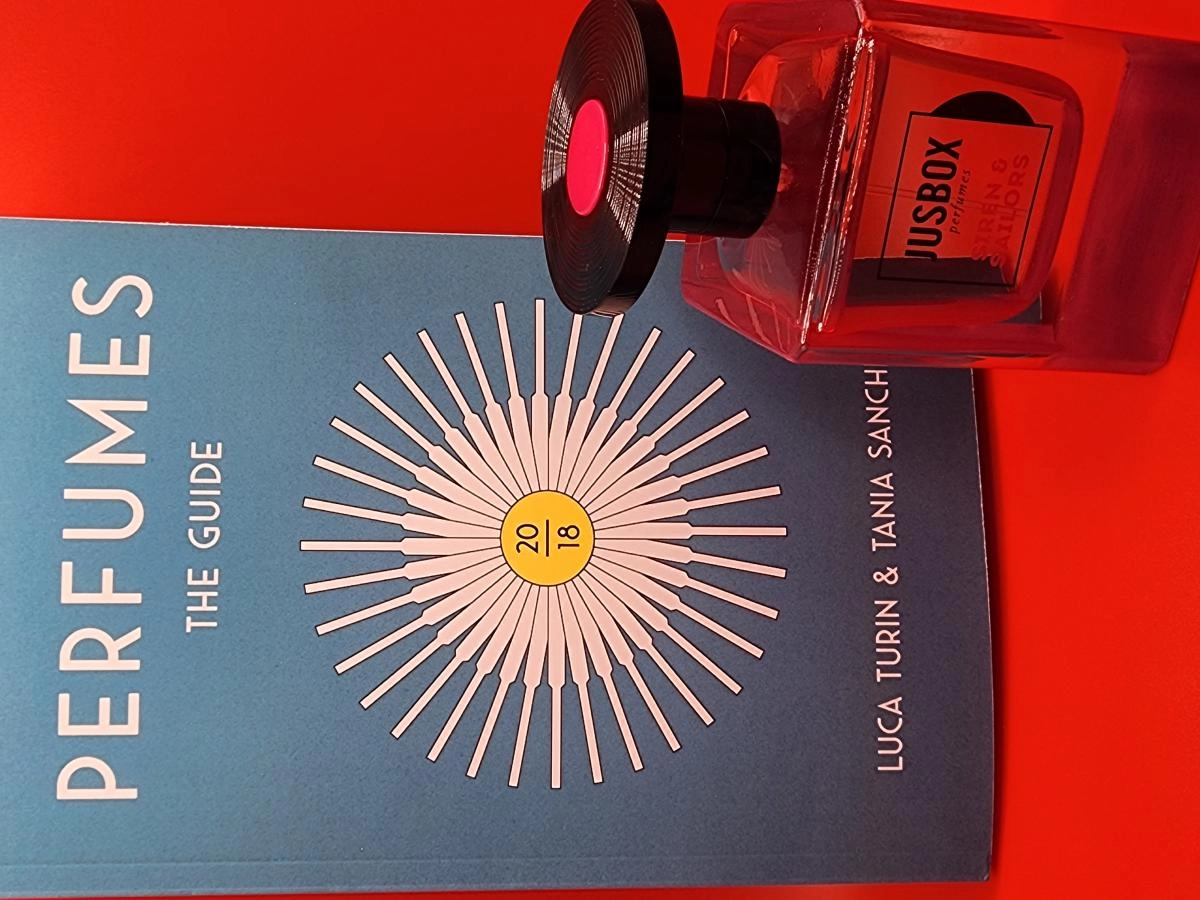 PERFUMES
THE GUIDE
20
18
LUCA TURIN & TANIA SANCH
JUSBOX
perfumes
SIREN &
SAILORS